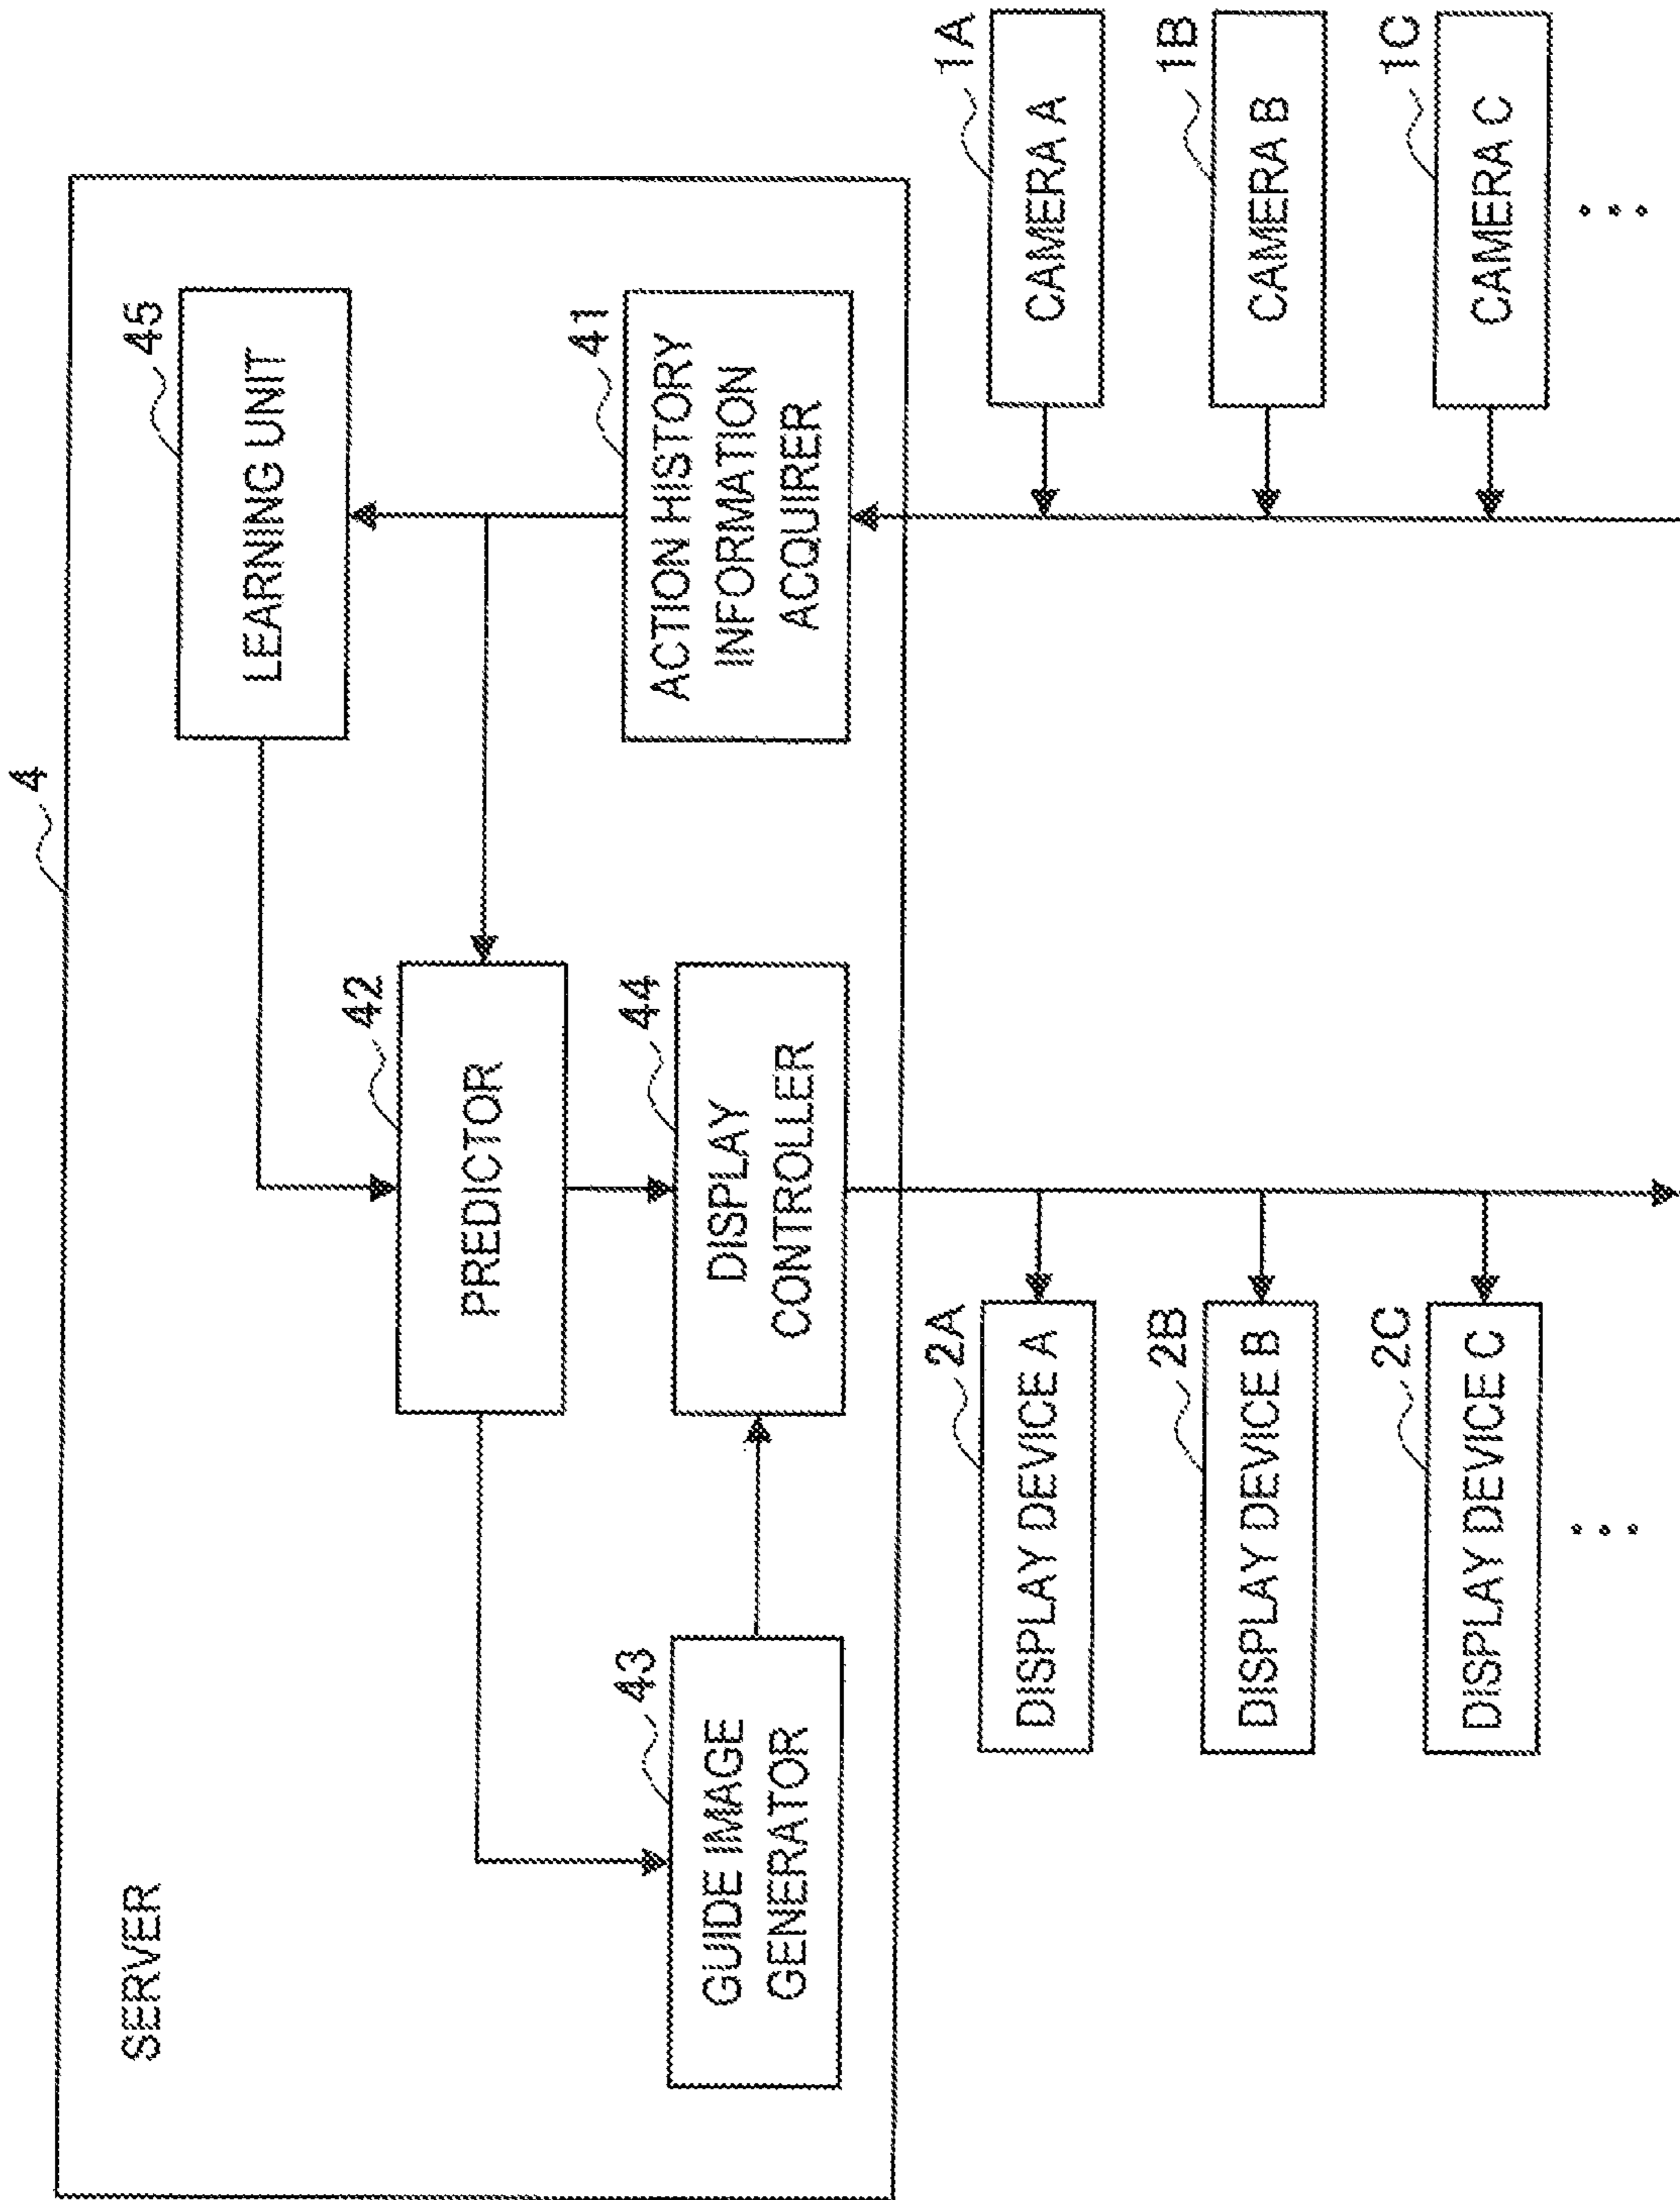 4
SERVER
45
LEARNING UNIT
42
PREDICTOR
43
GUIDE IMAGE
GENERATOR
44
DISPLAY
CONTROLLER
41
ACTION HISTORY
INFORMATION
ACQUIRER
2A
DISPLAY DEVICE A
1A
CAMERA A
2B
DISPLAY DEVICE B
1B
CAMERA B
2C
DISPLAY DEVICE C
1C
CAMERA C